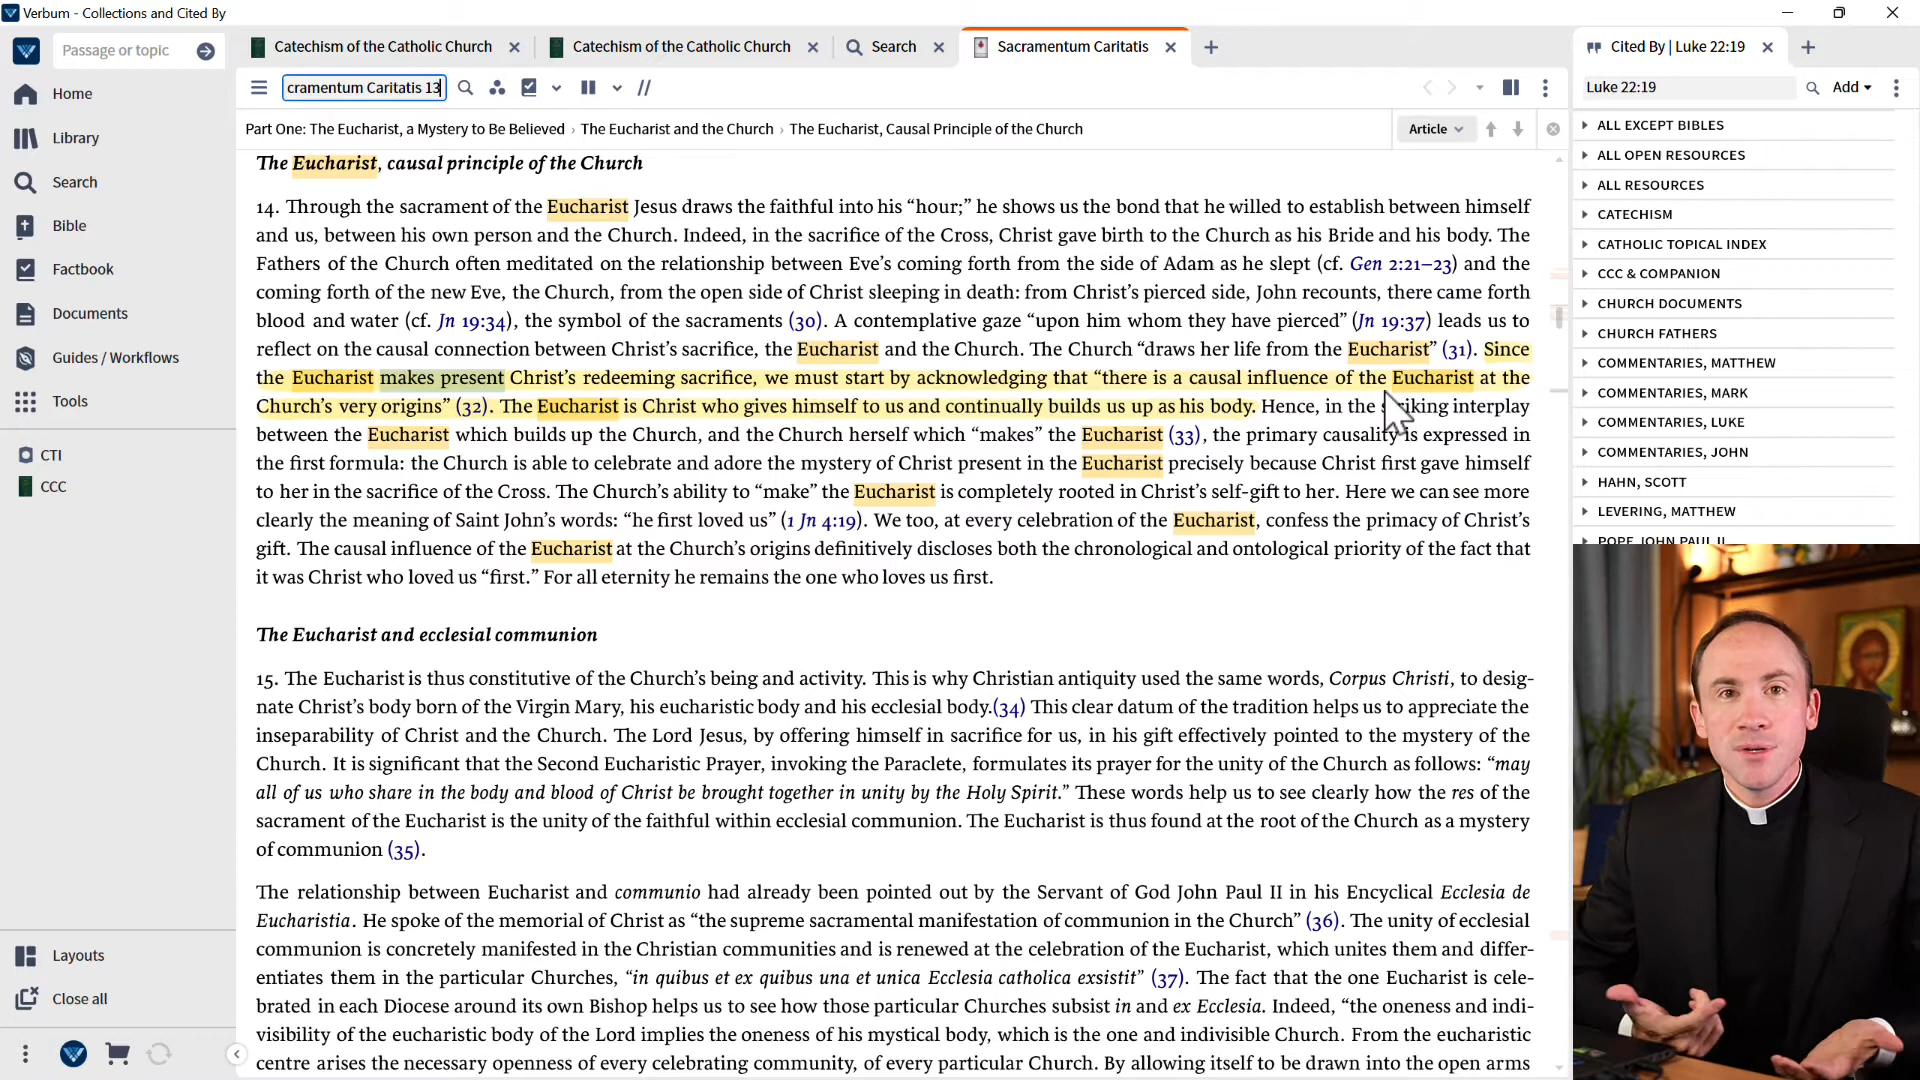 Verbum - Collections and Cited By
Passage or topic
Home
Library
Search
Bible
Factbook
Documents
Guides / Workflows
Tools
CTI
CCC
Layouts
Close all
Catechism of the Catholic Church
Catechism of the Catholic Church
Search
Sacramentum Caritatis
cramentum Caritatis 13
Part One: The Eucharist, a Mystery to Be Believed › The Eucharist and the Church › The Eucharist, Causal Principle of the Church
Article
The Eucharist, causal principle of the Church
14. Through the sacrament of the Eucharist Jesus draws the faithful into his “hour;” he shows us the bond that he willed to establish between himself
and us, between his own person and the Church. Indeed, in the sacrifice of the Cross, Christ gave birth to the Church as his Bride and his body. The
Fathers of the Church often meditated on the relationship between Eve’s coming forth from the side of Adam as he slept (cf. Gen 2:21–23) and the
coming forth of the new Eve, the Church, from the open side of Christ sleeping in death: from Christ’s pierced side, John recounts, there came forth
blood and water (cf. Jn 19:34), the symbol of the sacraments (30). A contemplative gaze “upon him whom they have pierced” (Jn 19:37) leads us to
reflect on the causal connection between Christ’s sacrifice, the Eucharist and the Church. The Church “draws her life from the Eucharist” (31). Since
the Eucharist makes present Christ’s redeeming sacrifice, we must start by acknowledging that “there is a causal influence of the Eucharist at the
Church’s very origins” (32). The Eucharist is Christ who gives himself to us and continually builds us up as his body. Hence, in the striking interplay
between the Eucharist which builds up the Church, and the Church herself which “makes” the Eucharist (33), the primary causality is expressed in
the first formula: the Church is able to celebrate and adore the mystery of Christ present in the Eucharist precisely because Christ first gave himself
to her in the sacrifice of the Cross. The Church’s ability to “make” the Eucharist is completely rooted in Christ’s self-gift to her. Here we can see more
clearly the meaning of Saint John’s words: “he first loved us” (1 Jn 4:19). We too, at every celebration of the Eucharist, confess the primacy of Christ’s
gift. The causal influence of the Eucharist at the Church’s origins definitively discloses both the chronological and ontological priority of the fact that
it was Christ who loved us “first.” For all eternity he remains the one who loves us first.
The Eucharist and ecclesial communion
15. The Eucharist is thus constitutive of the Church’s being and activity. This is why Christian antiquity used the same words, Corpus Christi, to desig-
nate Christ’s body born of the Virgin Mary, his eucharistic body and his ecclesial body.(34) This clear datum of the tradition helps us to appreciate the
inseparability of Christ and the Church. The Lord Jesus, by offering himself in sacrifice for us, in his gift effectively pointed to the mystery of the
Church. It is significant that the Second Eucharistic Prayer, invoking the Paraclete, formulates its prayer for the unity of the Church as follows: “may
all of us who share in the body and blood of Christ be brought together in unity by the Holy Spirit.” These words help us to see clearly how the res of the
sacrament of the Eucharist is the unity of the faithful within ecclesial communion. The Eucharist is thus found at the root of the Church as a mystery
of communion (35).
The relationship between Eucharist and communio had already been pointed out by the Servant of God John Paul II in his Encyclical Ecclesia de
Eucharistia. He spoke of the memorial of Christ as “the supreme sacramental manifestation of communion in the Church” (36). The unity of ecclesial
communion is concretely manifested in the Christian communities and is renewed at the celebration of the Eucharist, which unites them and differ-
entiates them in the particular Churches, “in quibus et ex quibus una et unica Ecclesia catholica exsistit” (37). The fact that the one Eucharist is cele-
brated in each Diocese around its own Bishop helps us to see how those particular Churches subsist in and ex Ecclesia. Indeed, “the oneness and indi-
visibility of the eucharistic body of the Lord implies the oneness of his mystical body, which is the one and indivisible Church. From the eucharistic
centre arises the necessary openness of every celebrating community, of every particular Church. By allowing itself to be drawn into the open arms
Cited By | Luke 22:19
Luke 22:19
Add
ALL EXCEPT BIBLES
ALL OPEN RESOURCES
ALL RESOURCES
CATECHISM
CATHOLIC TOPICAL INDEX
CCC & COMPANION
CHURCH DOCUMENTS
CHURCH FATHERS
COMMENTARIES, MATTHEW
COMMENTARIES, MARK
COMMENTARIES, LUKE
COMMENTARIES, JOHN
HAHN, SCOTT
LEVERING, MATTHEW
POPE JOHN PAUL II